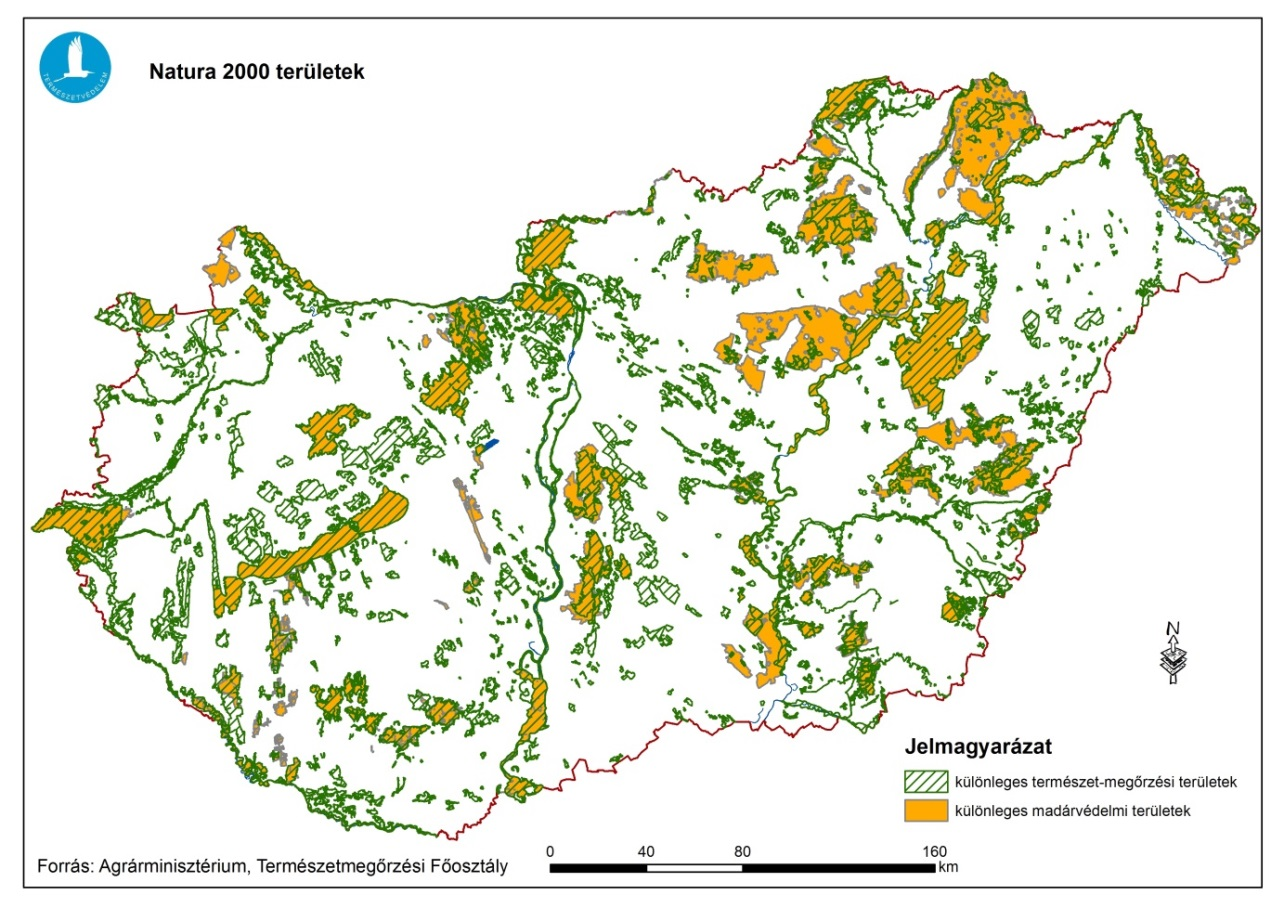 TERMÉSZETVÉDELEM
Natura 2000 területek
N
Jelmagyarázat
különleges természet-megőrzési területek
különleges madárvédelmi területek
Forrás: Agrárminisztérium, Természetmegőrzési Főosztály
0 40 80 160
km